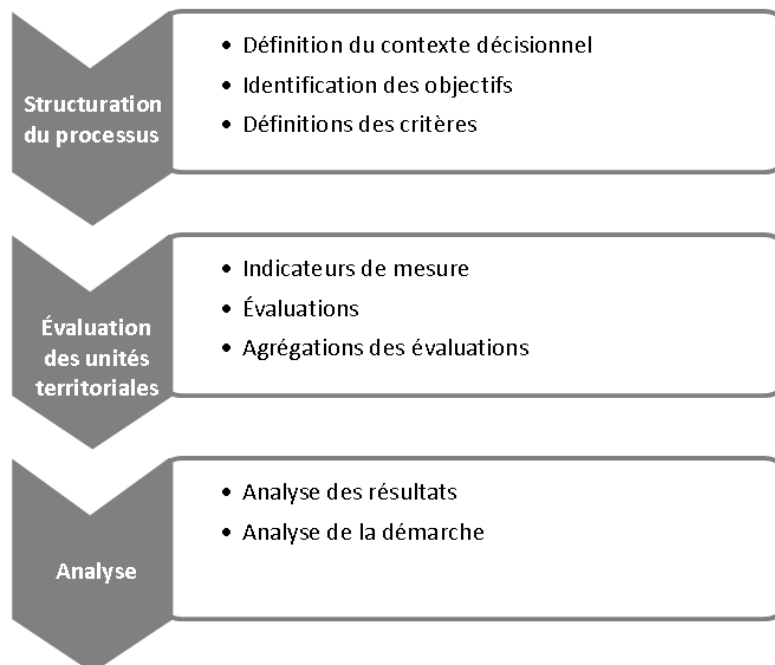 Structuration
du processus
• Définition du contexte décisionnel
• Identification des objectifs
• Définitions des critères
Évaluation
des unités
territoriales
• Indicateurs de mesure
• Évaluations
• Agrégations des évaluations
Analyse
• Analyse des résultats
• Analyse de la démarche